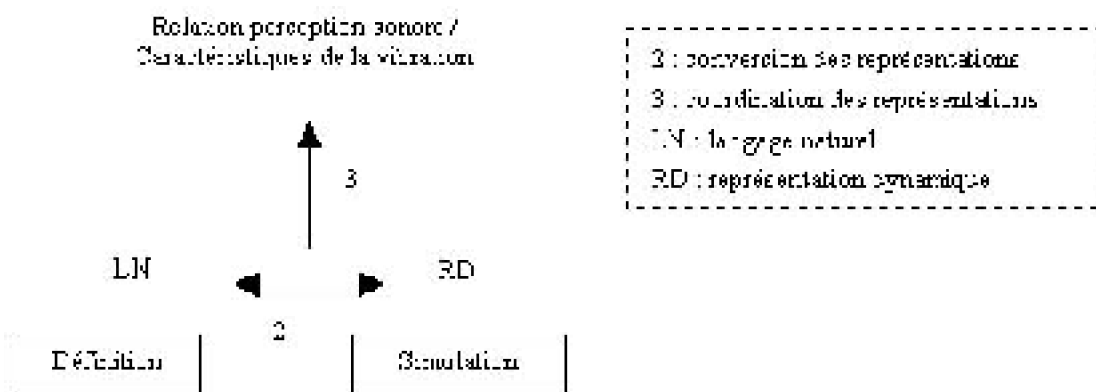 Relation perception sonore /
Caractéristiques de la vibration
2 : conversion des représentations
3 : coordination des représentations
LN : langage naturel
RD : représentation dynamique
3
LN
RD
2
Définition
Simulation